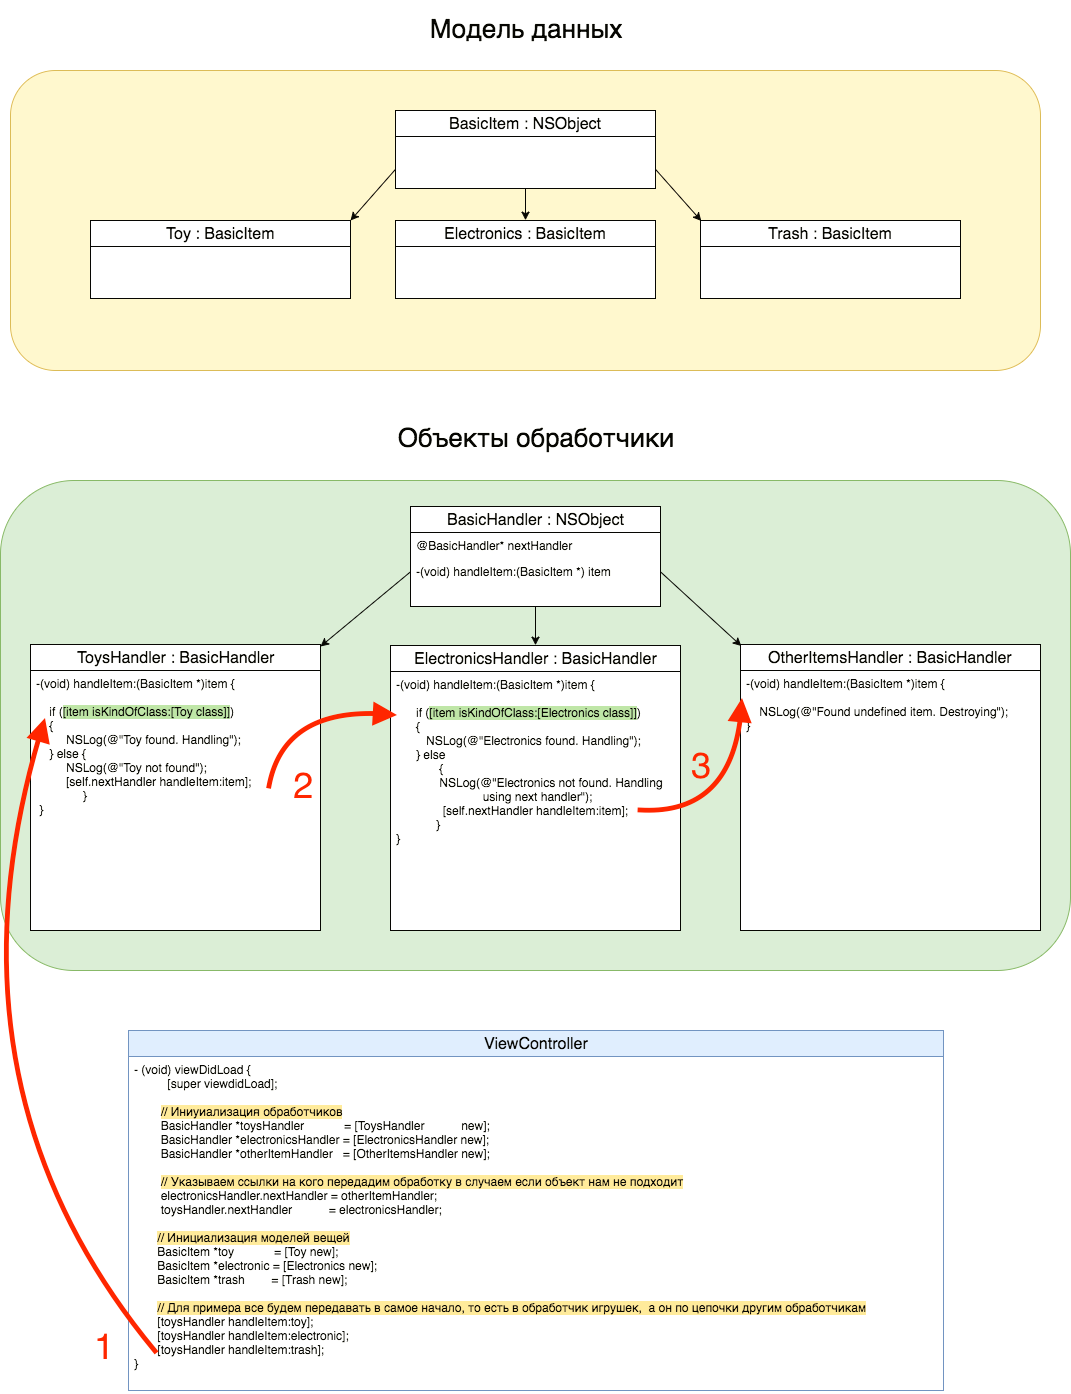 Модель данных
BasicItem : NSObject
Toy : BasicItem
Electronics : BasicItem
Trash : BasicItem
Объекты обработчики
BasicHandler : NSObject
@BasicHandler* nextHandler
-(void) handleItem:(BasicItem *) item
ToysHandler : BasicHandler
-(void) handleItem:(BasicItem *)item {
if ([item isKindOfClass:[Toy class]])
{
NSLog(@"Toy found. Handling");
} else {
NSLog(@"Toy not found");
[self.nextHandler handleItem:item];
}
}
2
ElectronicsHandler : BasicHandler
-(void) handleItem:(BasicItem *)item {
if ([item isKindOfClass:[Electronics class]])
{
NSLog(@"Electronics found. Handling");
} else
{
NSLog(@"Electronics not found. Handling
using next handler");
[self.nextHandler handleItem:item];
}
}
3
OtherItemsHandler : BasicHandler
-(void) handleItem:(BasicItem *)item {
NSLog(@"Found undefined item. Destroying");
}
ViewController
- (void) viewDidLoad {
[super viewdidLoad];
// Иниуиализация обработчиков
BasicHandler *toysHandler = [ToysHandler new];
BasicHandler *electronicsHandler = [ElectronicsHandler new];
BasicHandler *otherItemHandler = [OtherItemsHandler new];
// Указываем ссылки на кого передадим обработку в случаем если объект нам не подходит
electronicsHandler.nextHandler = otherItemHandler;
toysHandler.nextHandler = electronicsHandler;
// Инициализация моделей вещей
BasicItem *toy = [Toy new];
BasicItem *electronic = [Electronics new];
BasicItem *trash = [Trash new];
// Для примера все будем передавать в самое начало, то есть в обработчик игрушек, а он по цепочки другим обработчикам
[toysHandler handleItem:toy];
[toysHandler handleItem:electronic];
[toysHandler handleItem:trash];
}
1